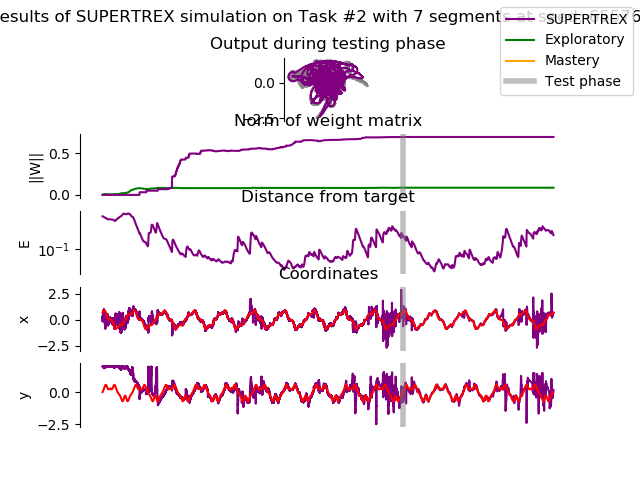 esults of SUPERTREX simulation on Task #2 with 7 segments
SUPERTREX
Exploratory
Mastery
Test phase
Output during testing phase
0.0
−2.5
Norm of weight matrix
||W||
0.5
0.0
Distance from target
E
10⁻¹
Coordinates
x
2.5
0.0
−2.5
y
0.0
−2.5